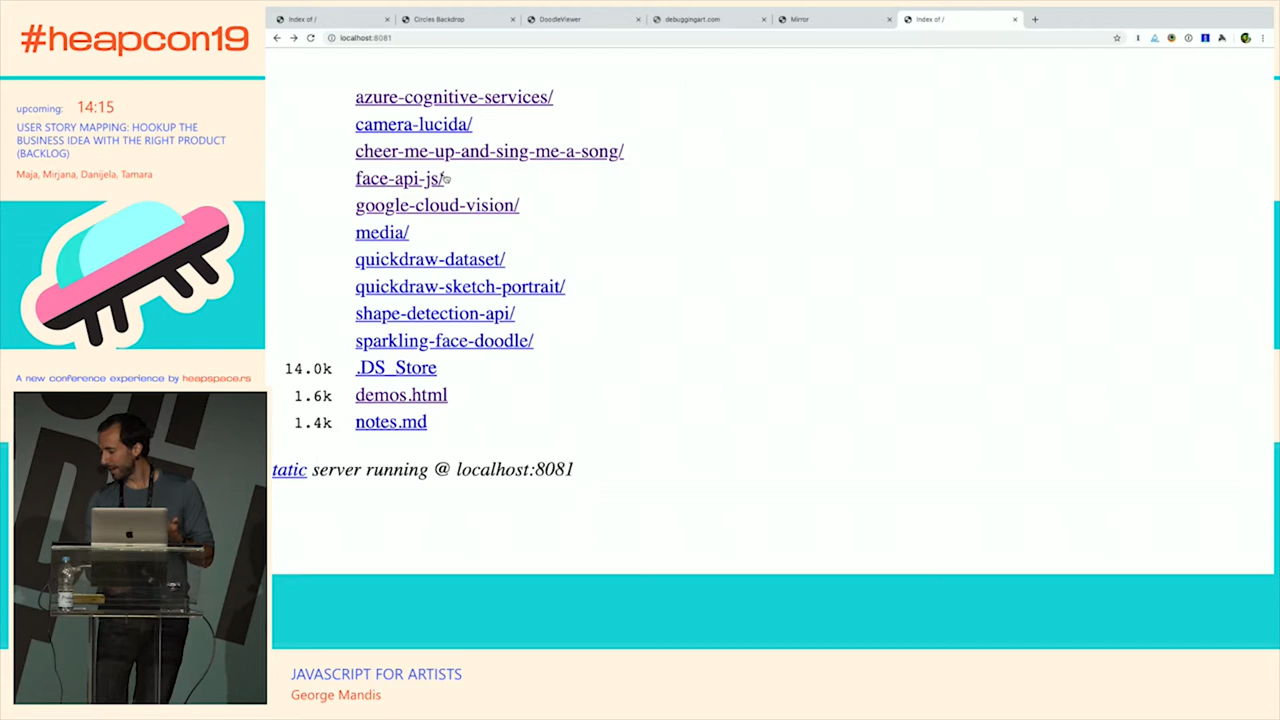 #heapcon19
upcoming: 14:15
USER STORY MAPPING: HOOKUP THE
BUSINESS IDEA WITH THE RIGHT PRODUCT
(BACKLOG)
Maja, Mirjana, Danijela, Tamara
A new conference experience by heapspace.rs
Index of /
Circles Backdrop
DoodleViewer
debuggingart.com
Mirror
Index of /
localhost:8081
azure-cognitive-services/
camera-lucida/
cheer-me-up-and-sing-me-a-song/
face-api-js/
google-cloud-vision/
media/
quickdraw-dataset/
quickdraw-sketch-portrait/
shape-detection-api/
sparkling-face-doodle/
14.0k .DS_Store
1.6k demos.html
1.4k notes.md
tatic server running @ localhost:8081
JAVASCRIPT FOR ARTISTS
George Mandis